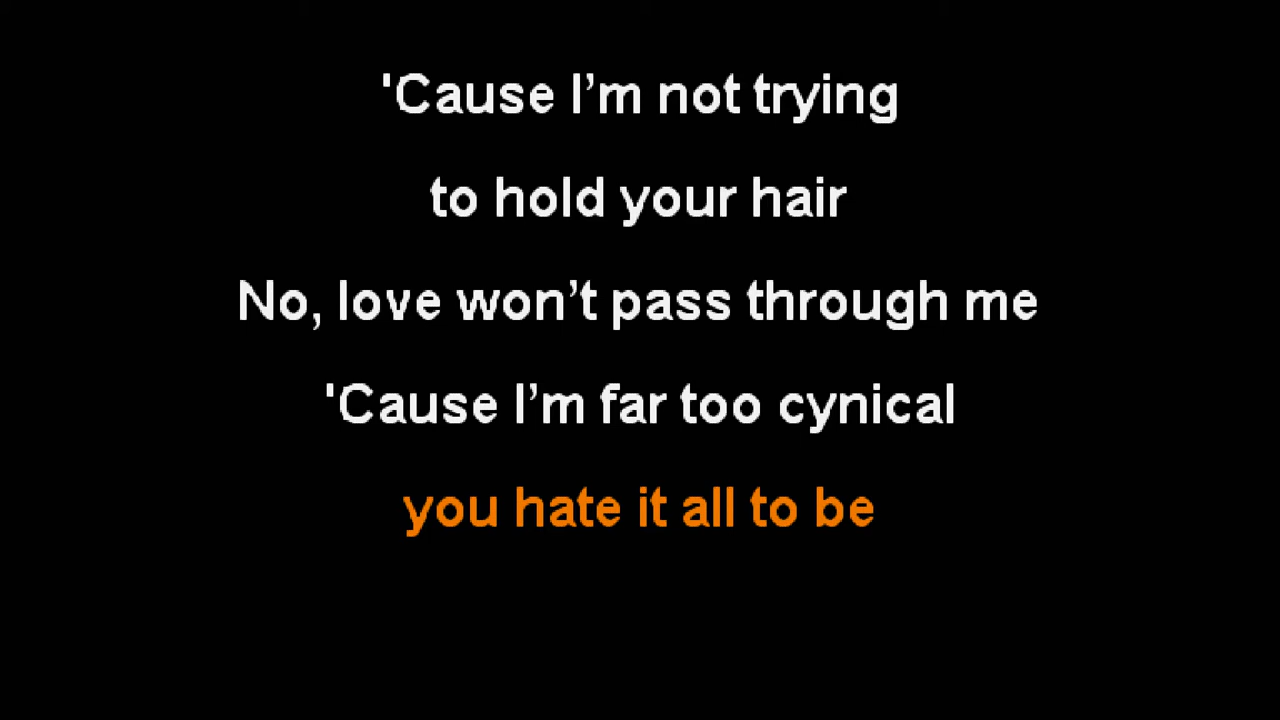 'Cause I’m not trying
to hold your hair
No, love won’t pass through me
'Cause I’m far too cynical
you hate it all to be